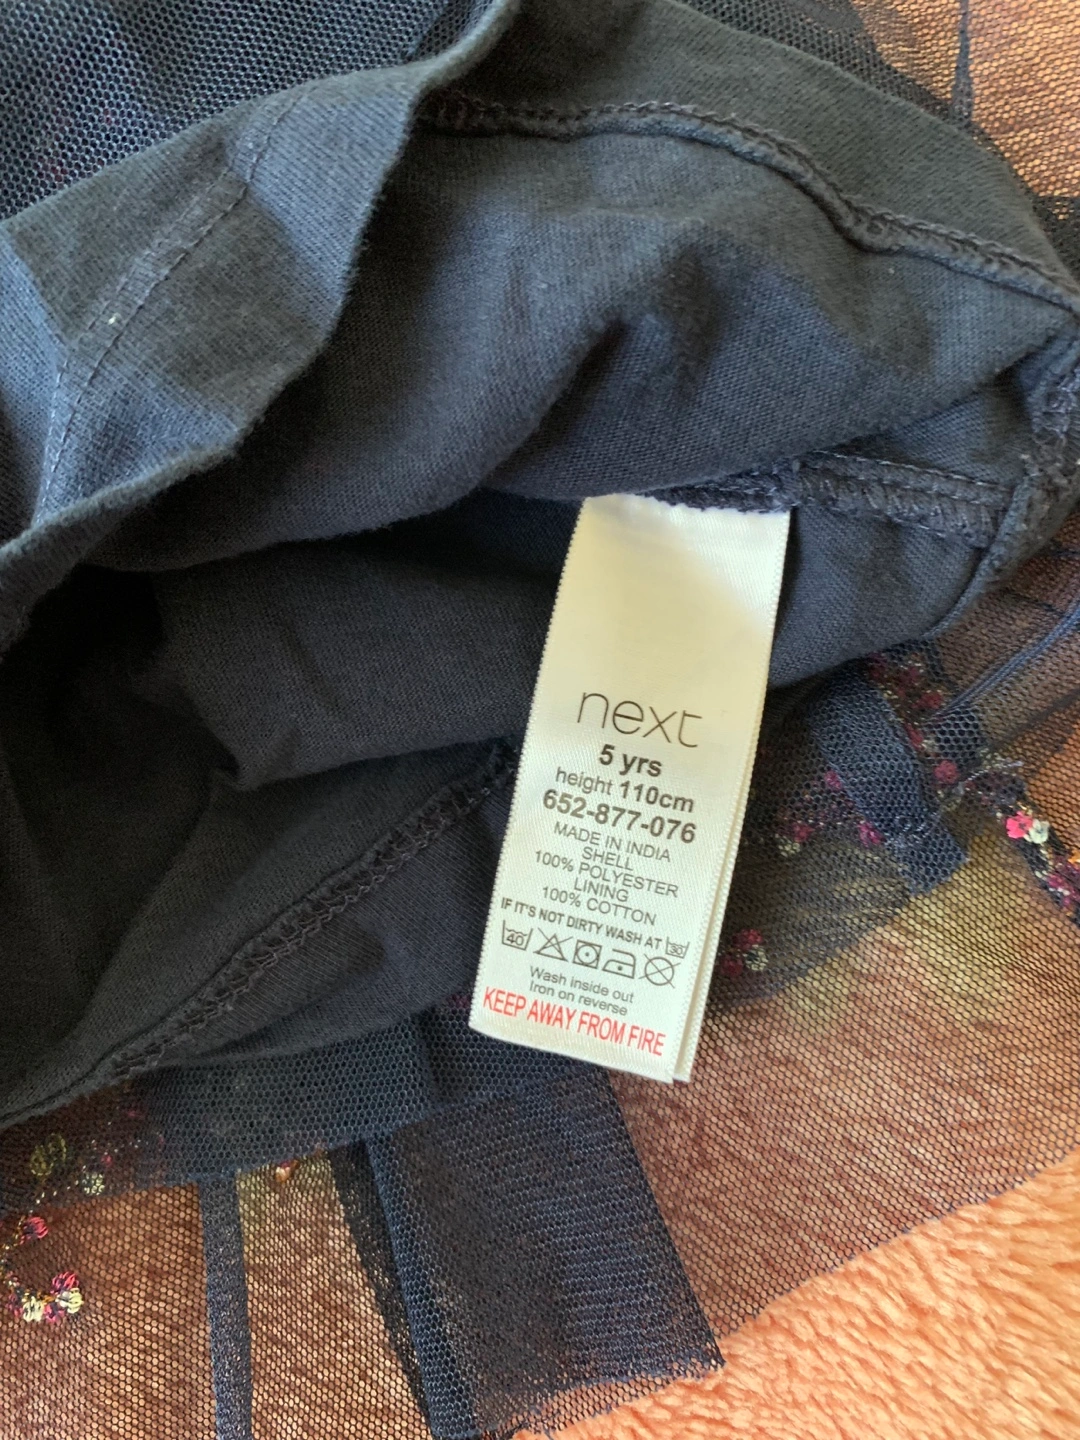 next
5 yrs
height 110cm
652-877-076
MADE IN INDIA
SHELL
100% POLYESTER
LINING
100% COTTON
IF IT'S NOT DIRTY WASH AT 30
40
Wash inside out
Iron on reverse
KEEP AWAY FROM FIRE